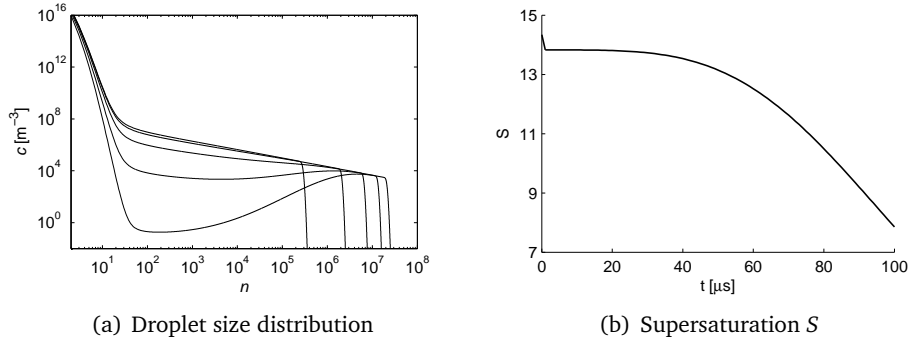 10^16
10^12
10^8
10^4
10^0
c [m^-3]
10^1 10^2 10^3 10^4 10^5 10^6 10^7 10^8
n
(a) Droplet size distribution
15
13
11
9
7
S
0 20 40 60 80 100
t [μs]
(b) Supersaturation S